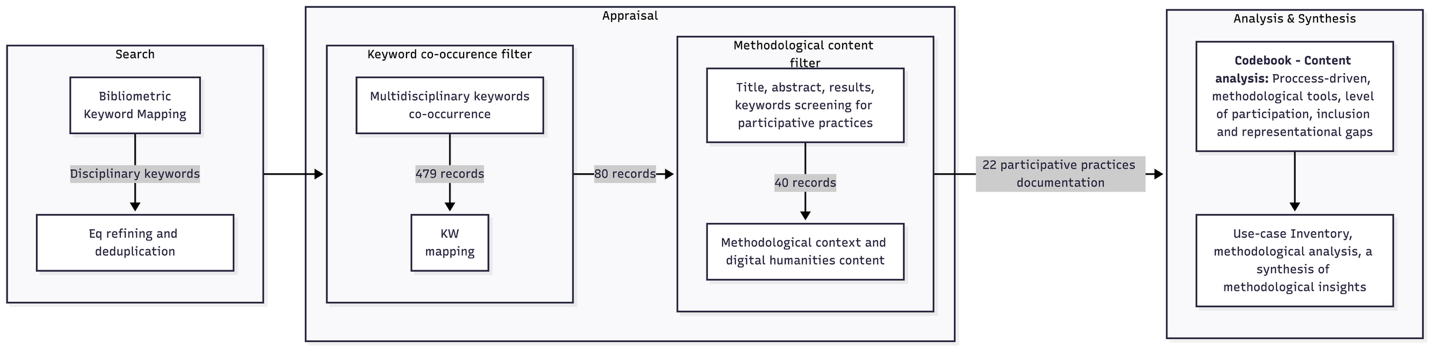 Search
Bibliometric
Keyword Mapping
Disciplinary keywords
Eq refining and
deduplication
Appraisal
Keyword co-occurence filter
Multidisciplinary keywords
co-occurrence
479 records
KW
mapping
80 records
Methodological content
filter
Title, abstract, results,
keywords screening for
participative practices
40 records
Methodological context and
digital humanities content
22 participative practices
documentation
Analysis & Synthesis
Codebook - Content
analysis: Proccess-driven,
methodological tools, level
of participation, inclusion
and representational gaps
Use-case Inventory,
methodological analysis, a
synthesis of
methodological insights